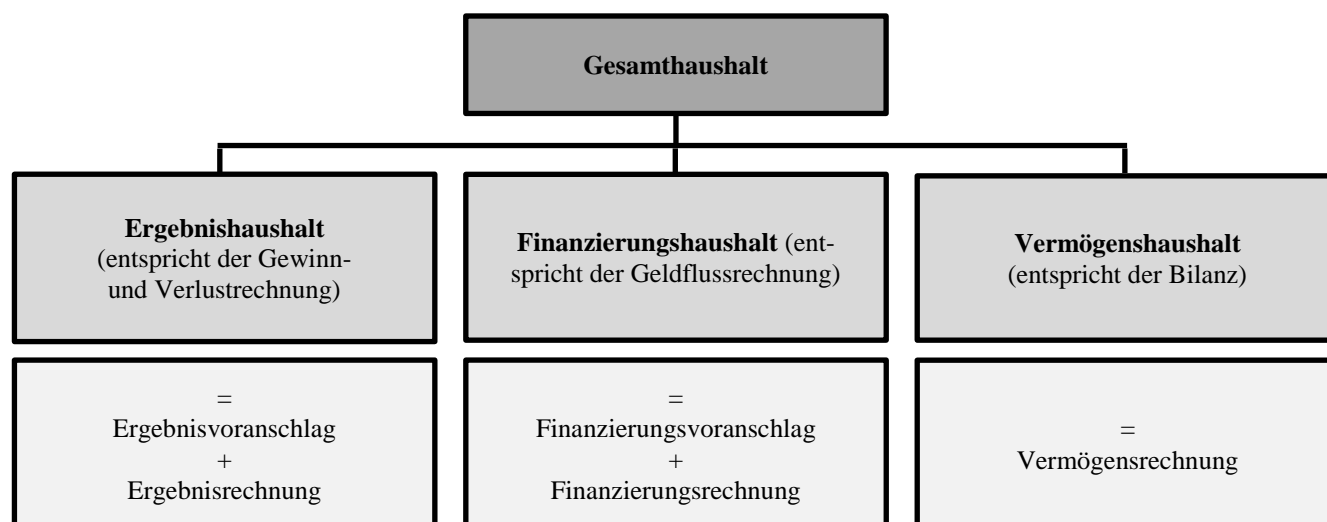 Gesamthaushalt
Ergebnishaushalt
(entspricht der Gewinn-
und Verlustrechnung)
Finanzierungshaushalt (ent-
spricht der Geldflussrechnung)
Vermögenshaushalt
(entspricht der Bilanz)
=
Ergebnisvoranschlag
+
Ergebnisrechnung
=
Finanzierungsvoranschlag
+
Finanzierungsrechnung
=
Vermögensrechnung